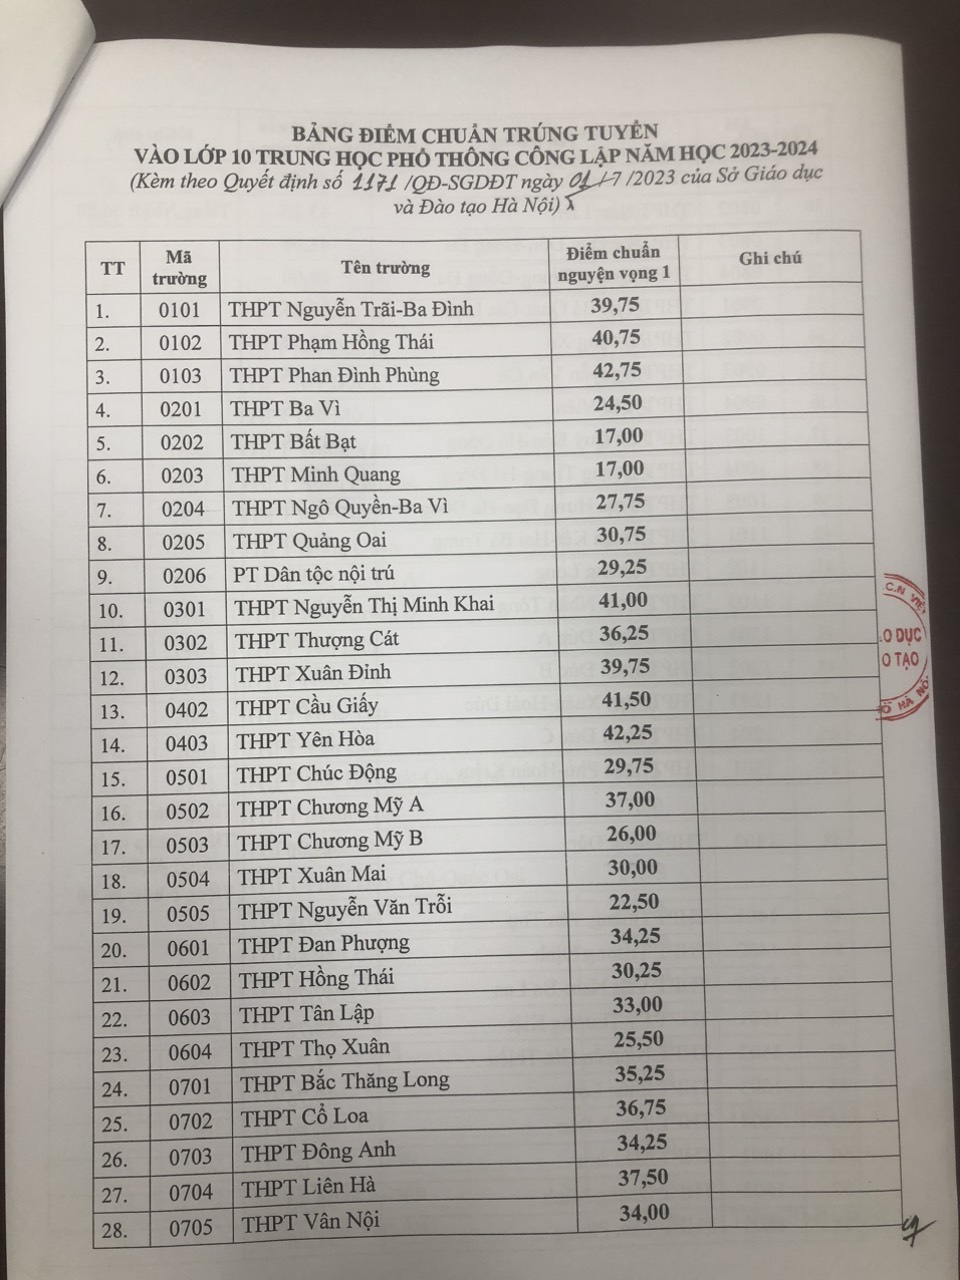 BẢNG ĐIỂM CHUẨN TRÚNG TUYỂN
VÀO LỚP 10 TRUNG HỌC PHỔ THÔNG CÔNG LẬP NĂM HỌC 2023-2024
(Kèm theo Quyết định số 1171 /QĐ-SGDĐT ngày 01/7 /2023 của Sở Giáo dục
và Đào tạo Hà Nội)
TT Mã trường Tên trường Điểm chuẩn nguyện vọng 1 Ghi chú
1. 0101 THPT Nguyễn Trãi-Ba Đình 39,75
2. 0102 THPT Phạm Hồng Thái 40,75
3. 0103 THPT Phan Đình Phùng 42,75
4. 0201 THPT Ba Vì 24,50
5. 0202 THPT Bất Bạt 17,00
6. 0203 THPT Minh Quang 17,00
7. 0204 THPT Ngô Quyền-Ba Vì 27,75
8. 0205 THPT Quảng Oai 30,75
9. 0206 PT Dân tộc nội trú 29,25
10. 0301 THPT Nguyễn Thị Minh Khai 41,00
11. 0302 THPT Thượng Cát 36,25
12. 0303 THPT Xuân Đỉnh 39,75
13. 0402 THPT Cầu Giấy 41,50
14. 0403 THPT Yên Hòa 42,25
15. 0501 THPT Chúc Động 29,75
16. 0502 THPT Chương Mỹ A 37,00
17. 0503 THPT Chương Mỹ B 26,00
18. 0504 THPT Xuân Mai 30,00
19. 0505 THPT Nguyễn Văn Trỗi 22,50
20. 0601 THPT Đan Phượng 34,25
21. 0602 THPT Hồng Thái 30,25
22. 0603 THPT Tân Lập 33,00
23. 0604 THPT Thọ Xuân 25,50
24. 0701 THPT Bắc Thăng Long 35,25
25. 0702 THPT Cổ Loa 36,75
26. 0703 THPT Đông Anh 34,25
27. 0704 THPT Liên Hà 37,50
28. 0705 THPT Vân Nội 34,00
C.N VIỆ
O DỤC
O TẠO
HÀ NỘ